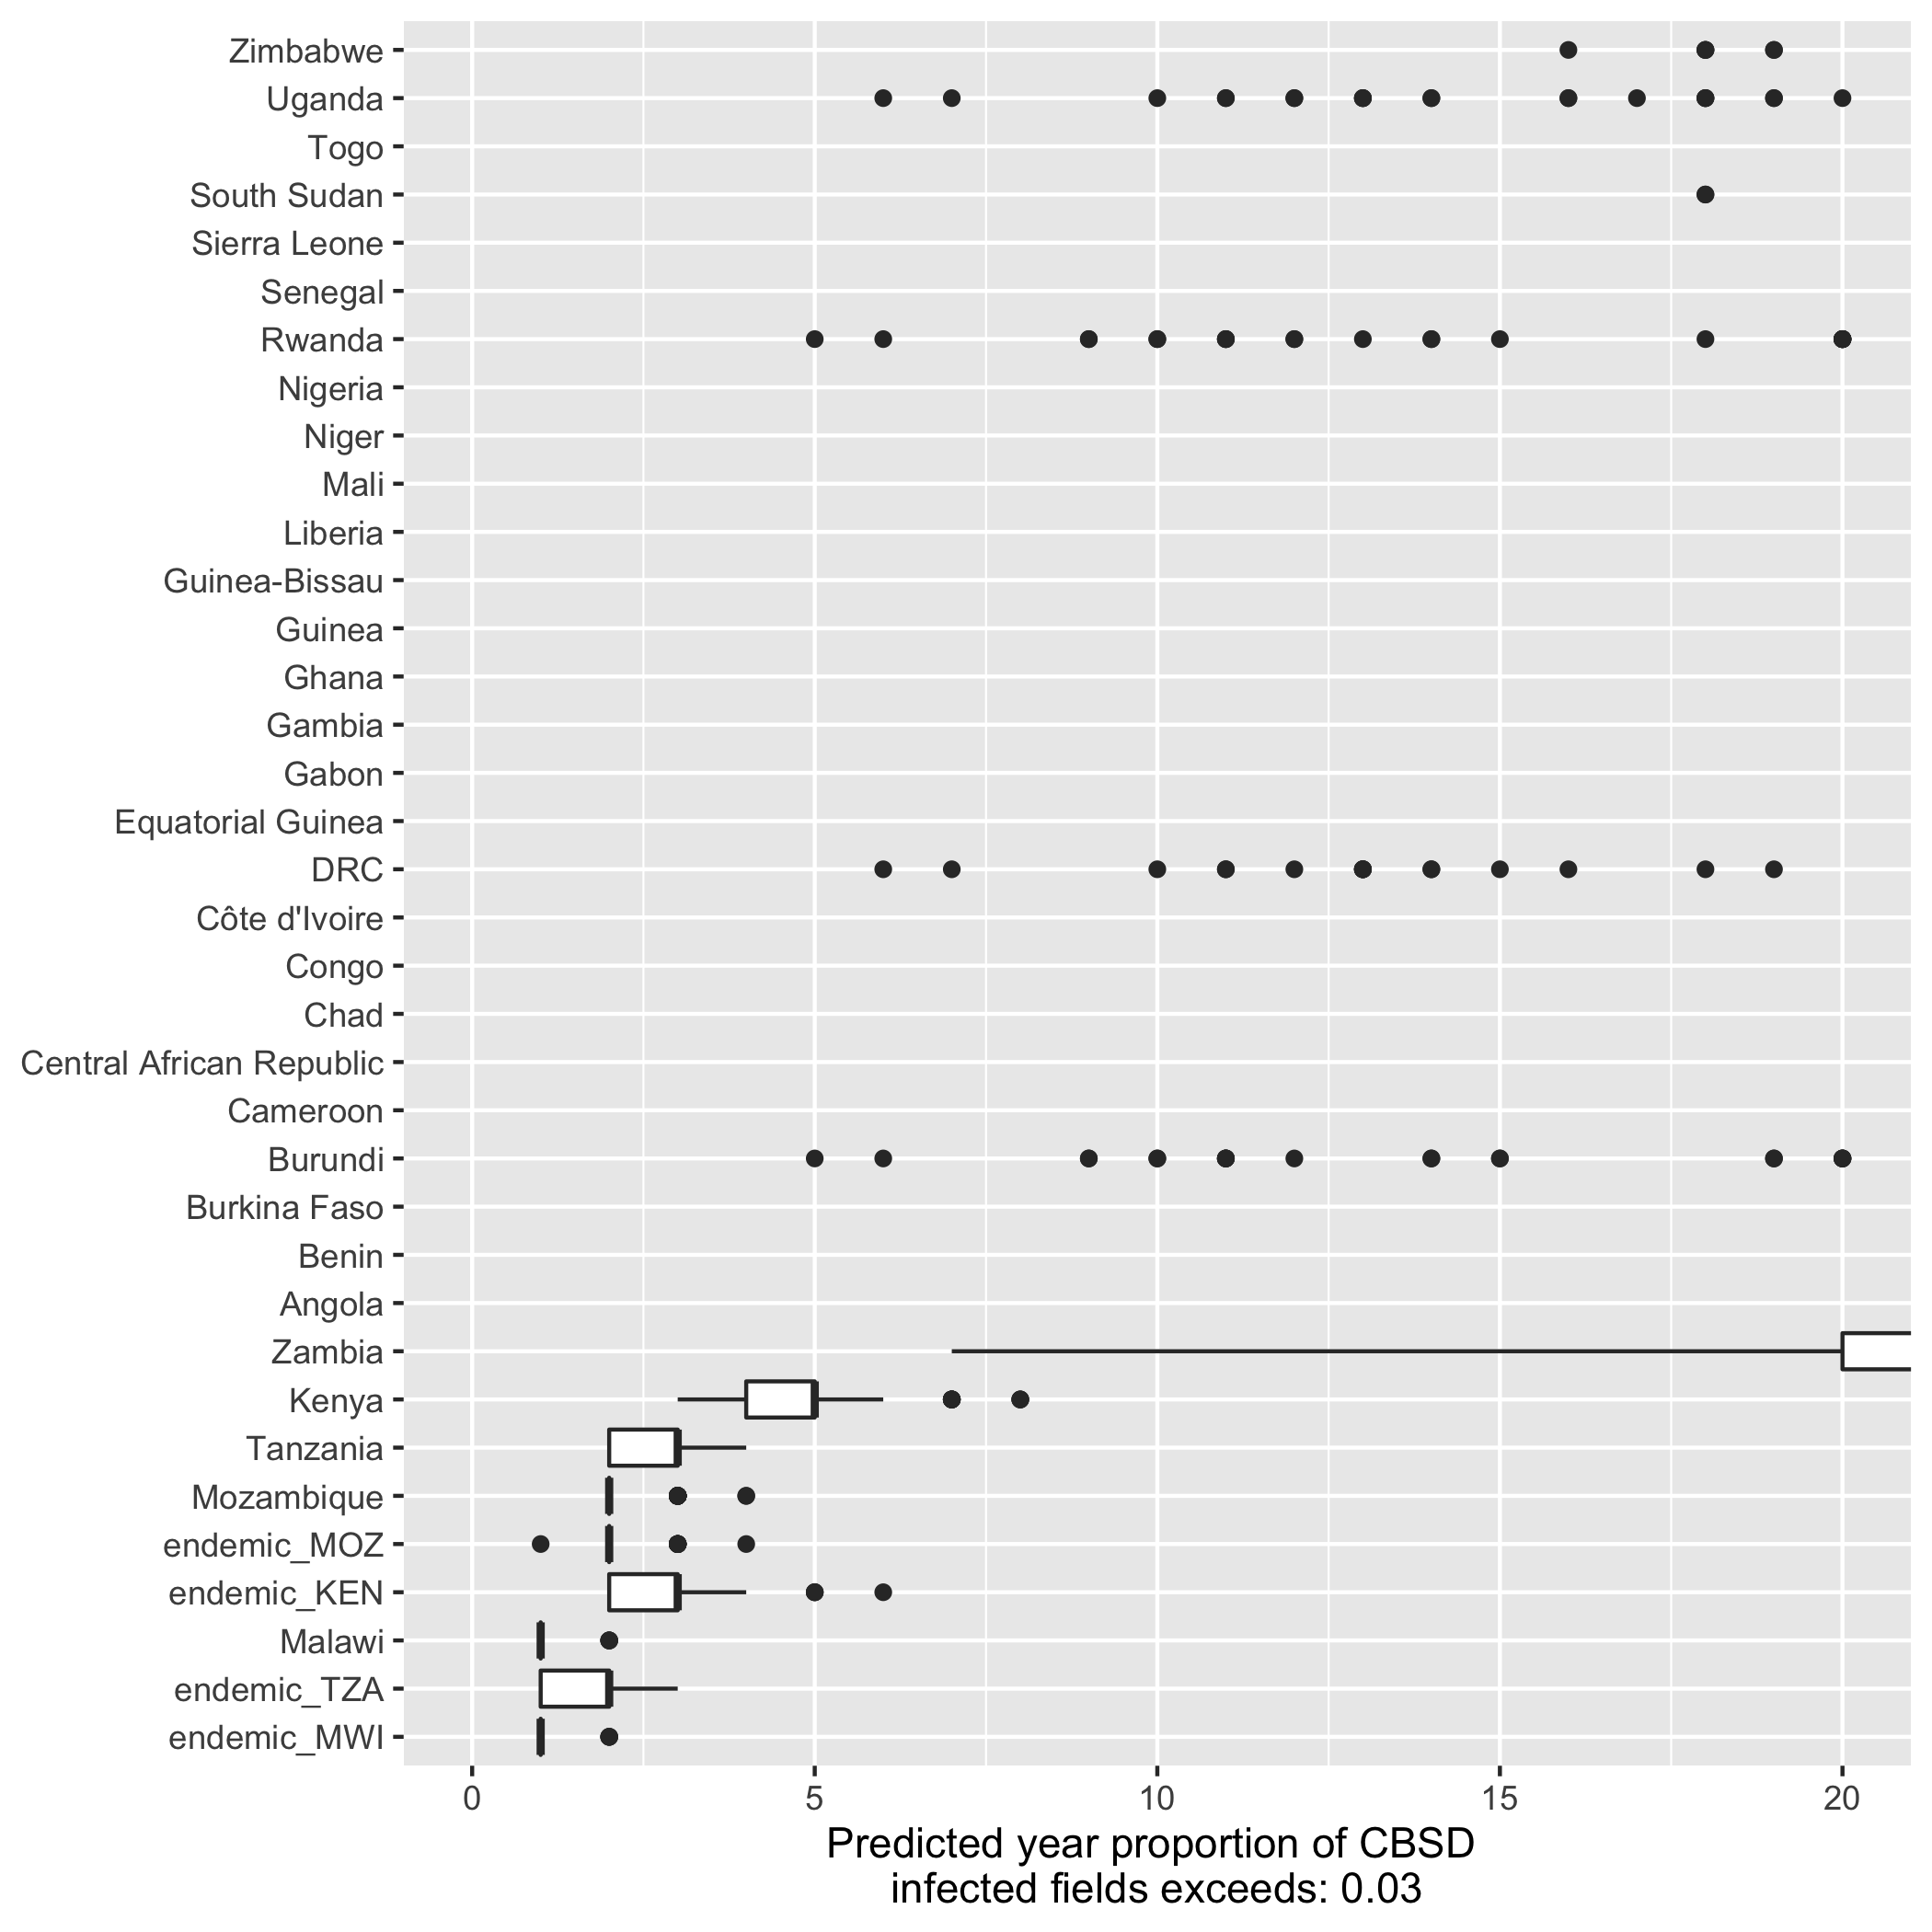 Zimbabwe
Uganda
Togo
South Sudan
Sierra Leone
Senegal
Rwanda
Nigeria
Niger
Mali
Liberia
Guinea-Bissau
Guinea
Ghana
Gambia
Gabon
Equatorial Guinea
DRC
Côte d'Ivoire
Congo
Chad
Central African Republic
Cameroon
Burundi
Burkina Faso
Benin
Angola
Zambia
Kenya
Tanzania
Mozambique
endemic_MOZ
endemic_KEN
Malawi
endemic_TZA
endemic_MWI
0 5 10 15 20
Predicted year proportion of CBSD
infected fields exceeds: 0.03